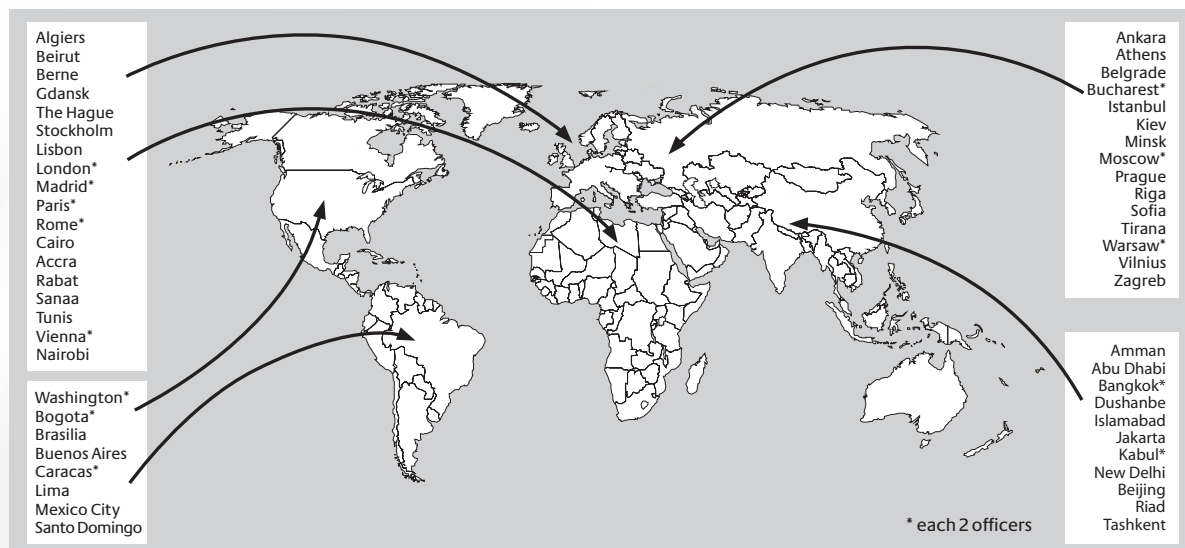 Algiers
Beirut
Berne
Gdansk
The Hague
Stockholm
Lisbon
London*
Madrid*
Paris*
Rome*
Cairo
Accra
Rabat
Sanaa
Tunis
Vienna*
Nairobi
Washington*
Bogota*
Brasilia
Buenos Aires
Caracas*
Lima
Mexico City
Santo Domingo
Ankara
Athens
Belgrade
Bucharest*
Istanbul
Kiev
Minsk
Moscow*
Prague
Riga
Sofia
Tirana
Warsaw*
Vilnius
Zagreb
Amman
Abu Dhabi
Bangkok*
Dushanbe
Islamabad
Jakarta
Kabul*
New Delhi
Beijing
Riad
Tashkent
* each 2 officers